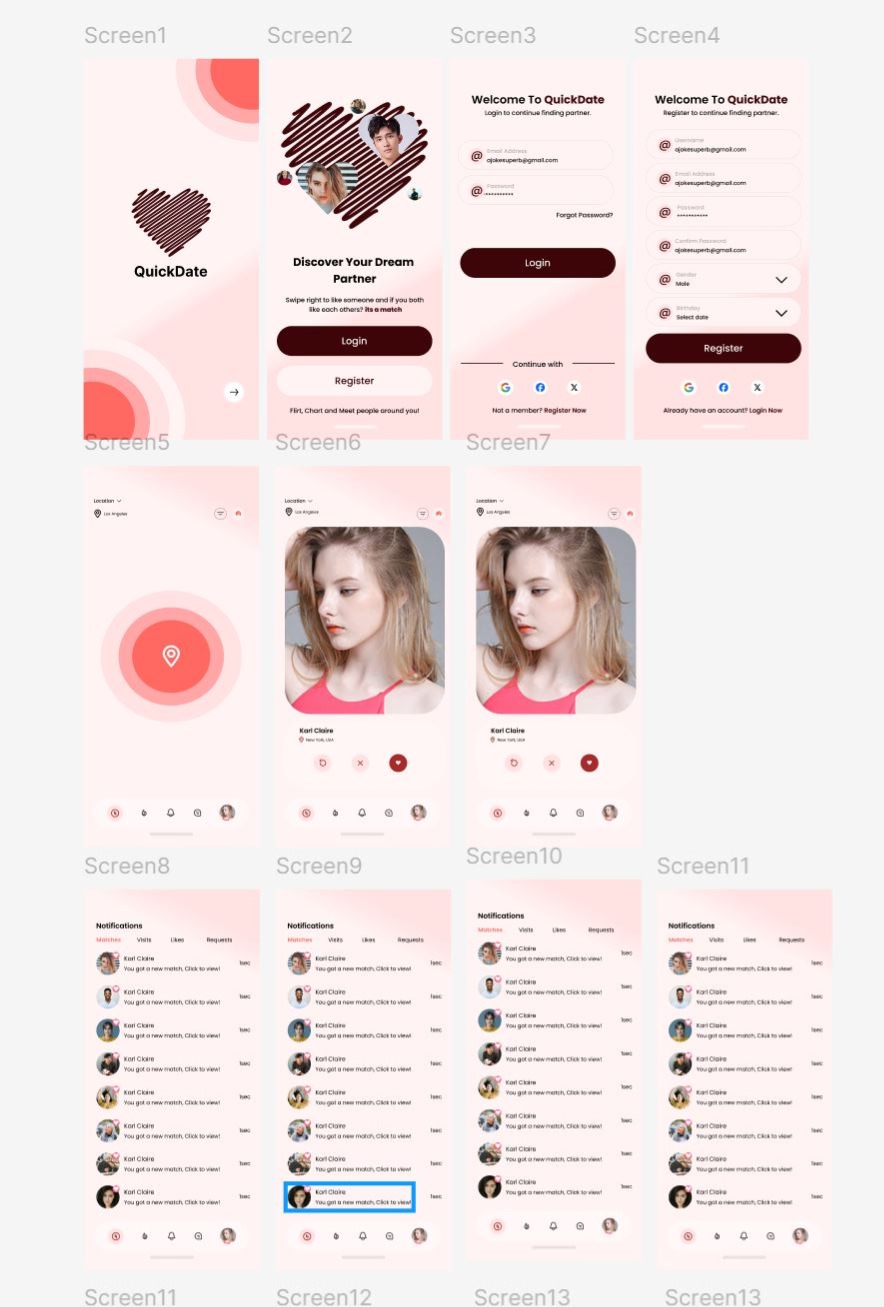 Screen1
Screen2
Screen3
Screen4
QuickDate
Discover Your Dream
Partner
Swipe right to like someone and if you both
like each others? its a match
Login
Register
Flirt, Chart and Meet people around you!
Welcome To QuickDate
Login to continue finding partner.
@ Email Address
ajokesuperb@gmail.com
@ Password
Forgot Password?
Login
Continue with
Not a member? Register Now
Welcome To QuickDate
Register to continue finding partner.
@ Username
ajokesuperb@gmail.com
@ Email Address
ajokesuperb@gmail.com
@ Password
@ Confirm Password
ajokesuperb@gmail.com
@ Gender
Male
@ Birthday
Select date
Register
Already have an account? Login Now
Screen5
Screen6
Screen7
Location
Los Angeles
Location
Los Angeles
Karl Claire
New York, USA
Location
Los Angeles
Karl Claire
New York, USA
Screen8
Screen9
Screen10
Screen11
Notifications
Matches Visits Likes Requests
Karl Claire
You got a new match, Click to view! 1sec
Karl Claire
You got a new match, Click to view! 1sec
Karl Claire
You got a new match, Click to view! 1sec
Karl Claire
You got a new match, Click to view! 1sec
Karl Claire
You got a new match, Click to view! 1sec
Karl Claire
You got a new match, Click to view! 1sec
Karl Claire
You got a new match, Click to view! 1sec
Karl Claire
You got a new match, Click to view! 1sec
Notifications
Matches Visits Likes Requests
Karl Claire
You got a new match, Click to view! 1sec
Karl Claire
You got a new match, Click to view! 1sec
Karl Claire
You got a new match, Click to view! 1sec
Karl Claire
You got a new match, Click to view! 1sec
Karl Claire
You got a new match, Click to view! 1sec
Karl Claire
You got a new match, Click to view! 1sec
Karl Claire
You got a new match, Click to view! 1sec
Karl Claire
You got a new match, Click to view! 1sec
Notifications
Matches Visits Likes Requests
Karl Claire
You got a new match, Click to view! 1sec
Karl Claire
You got a new match, Click to view! 1sec
Karl Claire
You got a new match, Click to view! 1sec
Karl Claire
You got a new match, Click to view! 1sec
Karl Claire
You got a new match, Click to view! 1sec
Karl Claire
You got a new match, Click to view! 1sec
Karl Claire
You got a new match, Click to view! 1sec
Karl Claire
You got a new match, Click to view! 1sec
Notifications
Matches Visits Likes Requests
Karl Claire
You got a new match, Click to view! 1sec
Karl Claire
You got a new match, Click to view! 1sec
Karl Claire
You got a new match, Click to view! 1sec
Karl Claire
You got a new match, Click to view! 1sec
Karl Claire
You got a new match, Click to view! 1sec
Karl Claire
You got a new match, Click to view! 1sec
Karl Claire
You got a new match, Click to view! 1sec
Karl Claire
You got a new match, Click to view! 1sec
Screen11
Screen12
Screen13
Screen13